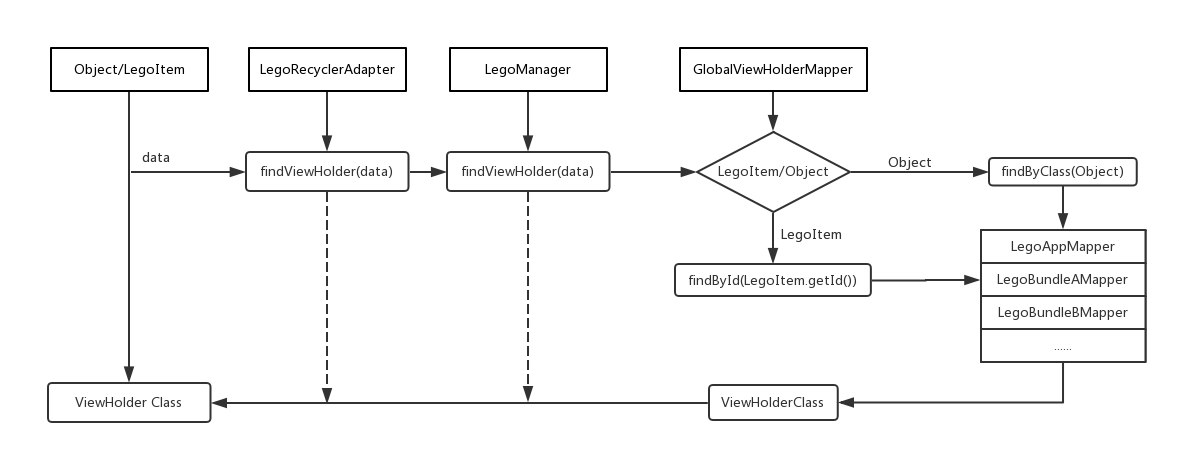 Object/LegoItem
LegoRecyclerAdapter
LegoManager
GlobalViewHolderMapper
data
findViewHolder(data)
findViewHolder(data)
LegoItem/Object
Object
findByClass(Object)
LegoItem
findById(LegoItem.getId())
LegoAppMapper
LegoBundleAMapper
LegoBundleBMapper
......
ViewHolder Class
ViewHolderClass